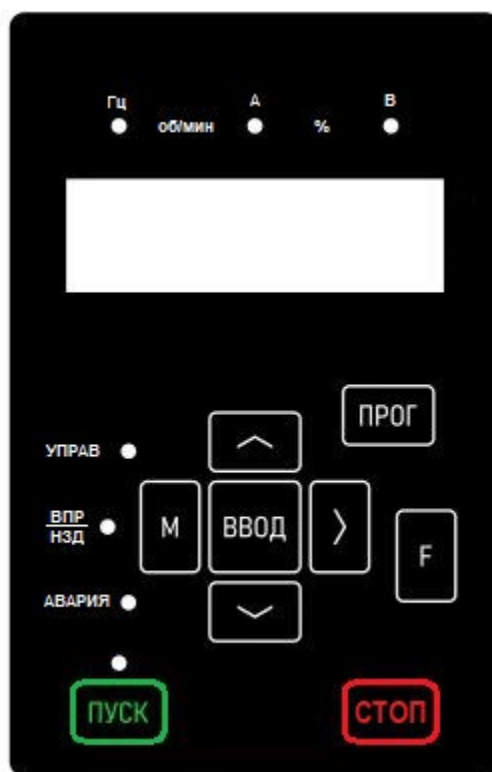 Гц А В
об/мин %
ПРОГ
УПРАВ
ВПР
НЗД
М ВВОД F
АВАРИЯ
ПУСК СТОП